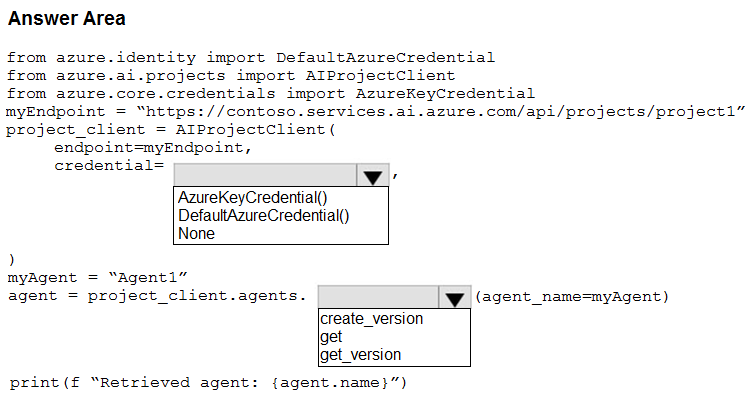 Answer Area
from azure.identity import DefaultAzureCredential
from azure.ai.projects import AIProjectClient
from azure.core.credentials import AzureKeyCredential
myEndpoint = “https://contoso.services.ai.azure.com/api/projects/project1”
project_client = AIProjectClient(
endpoint=myEndpoint,
credential= ,
AzureKeyCredential()
DefaultAzureCredential()
None
)
myAgent = “Agent1”
agent = project_client.agents. (agent_name=myAgent)
create_version
get
get_version
print(f “Retrieved agent: {agent.name}”)